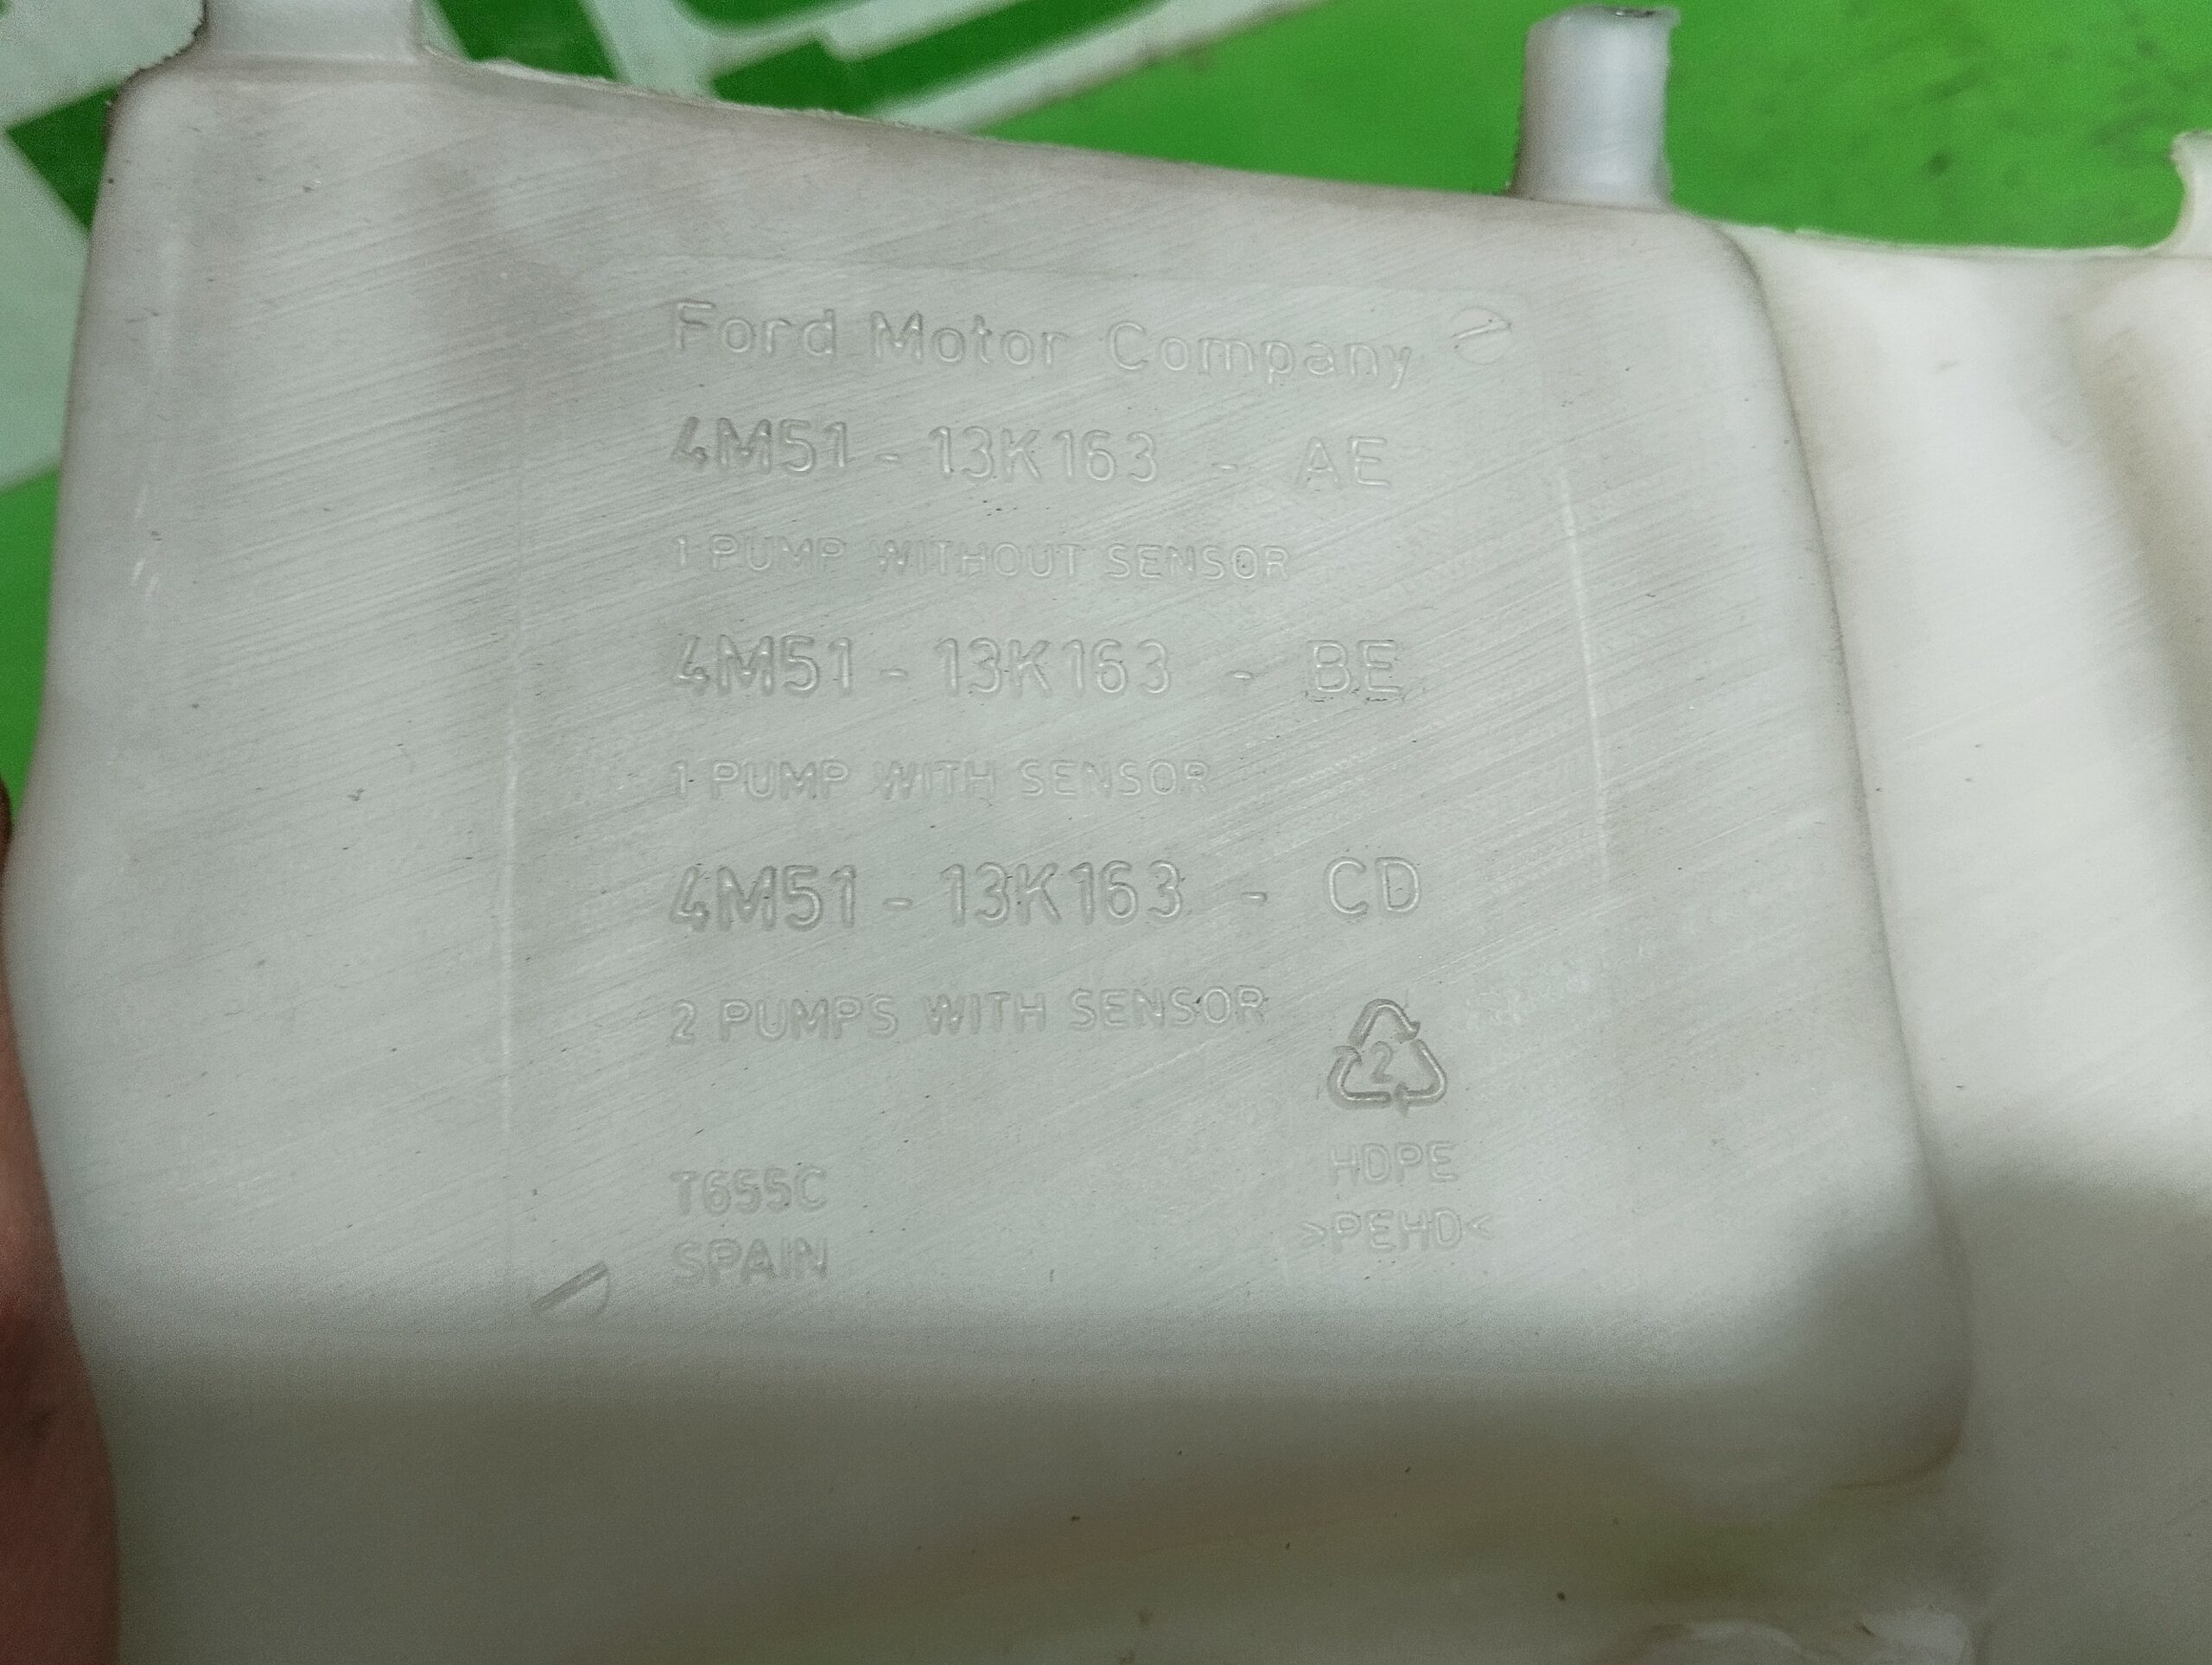 Ford Motor Company
4M51 - 13K163 - AE
1 PUMP WITHOUT SENSOR
4M51 - 13K163 - BE
1 PUMP WITH SENSOR
4M51 - 13K163 - CD
2 PUMPS WITH SENSOR
2
HDPE
>PEHD<
T655C
SPAIN